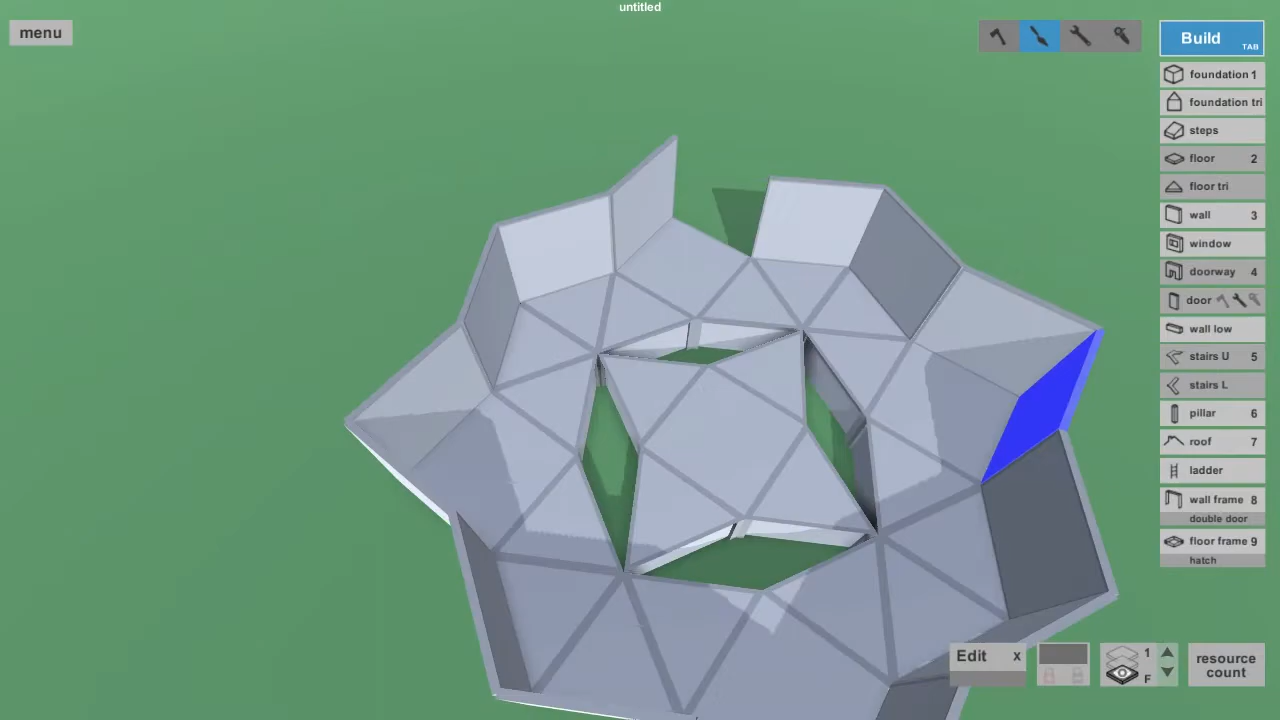 untitled
menu
Build
TAB
foundation 1
foundation tri
steps
floor 2
floor tri
wall 3
window
doorway 4
door
wall low
stairs U 5
stairs L
pillar 6
roof 7
ladder
wall frame 8
double door
floor frame 9
hatch
Edit x
1
F
resource
count